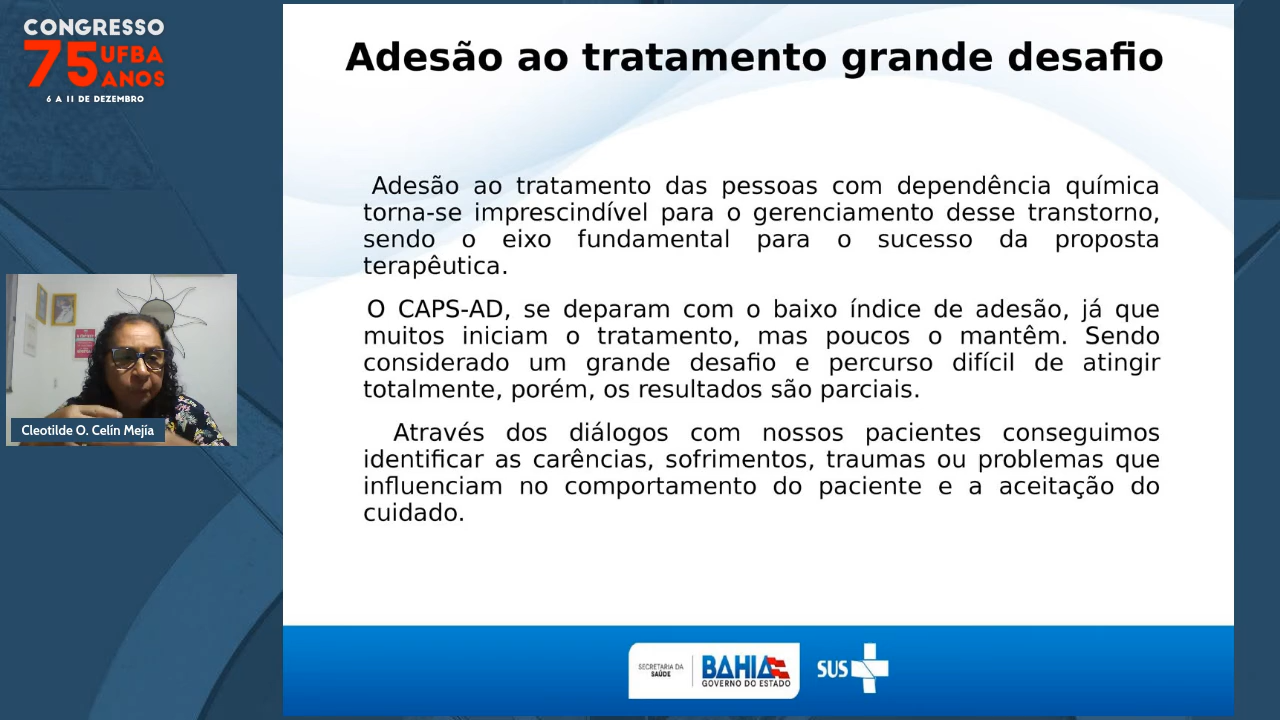 CONGRESSO
75 UFBA
ANOS
6 A 11 DE DEZEMBRO
Adesão ao tratamento grande desafio
Adesão ao tratamento das pessoas com dependência química
torna-se imprescindível para o gerenciamento desse transtorno,
sendo o eixo fundamental para o sucesso da proposta
terapêutica.
O CAPS-AD, se deparam com o baixo índice de adesão, já que
muitos iniciam o tratamento, mas poucos o mantêm. Sendo
considerado um grande desafio e percurso difícil de atingir
totalmente, porém, os resultados são parciais.
Através dos diálogos com nossos pacientes conseguimos
identificar as carências, sofrimentos, traumas ou problemas que
influenciam no comportamento do paciente e a aceitação do
cuidado.
Cleotilde O. Celín Mejía
SECRETARIA DA
SAÚDE
BAHIA
GOVERNO DO ESTADO
SUS